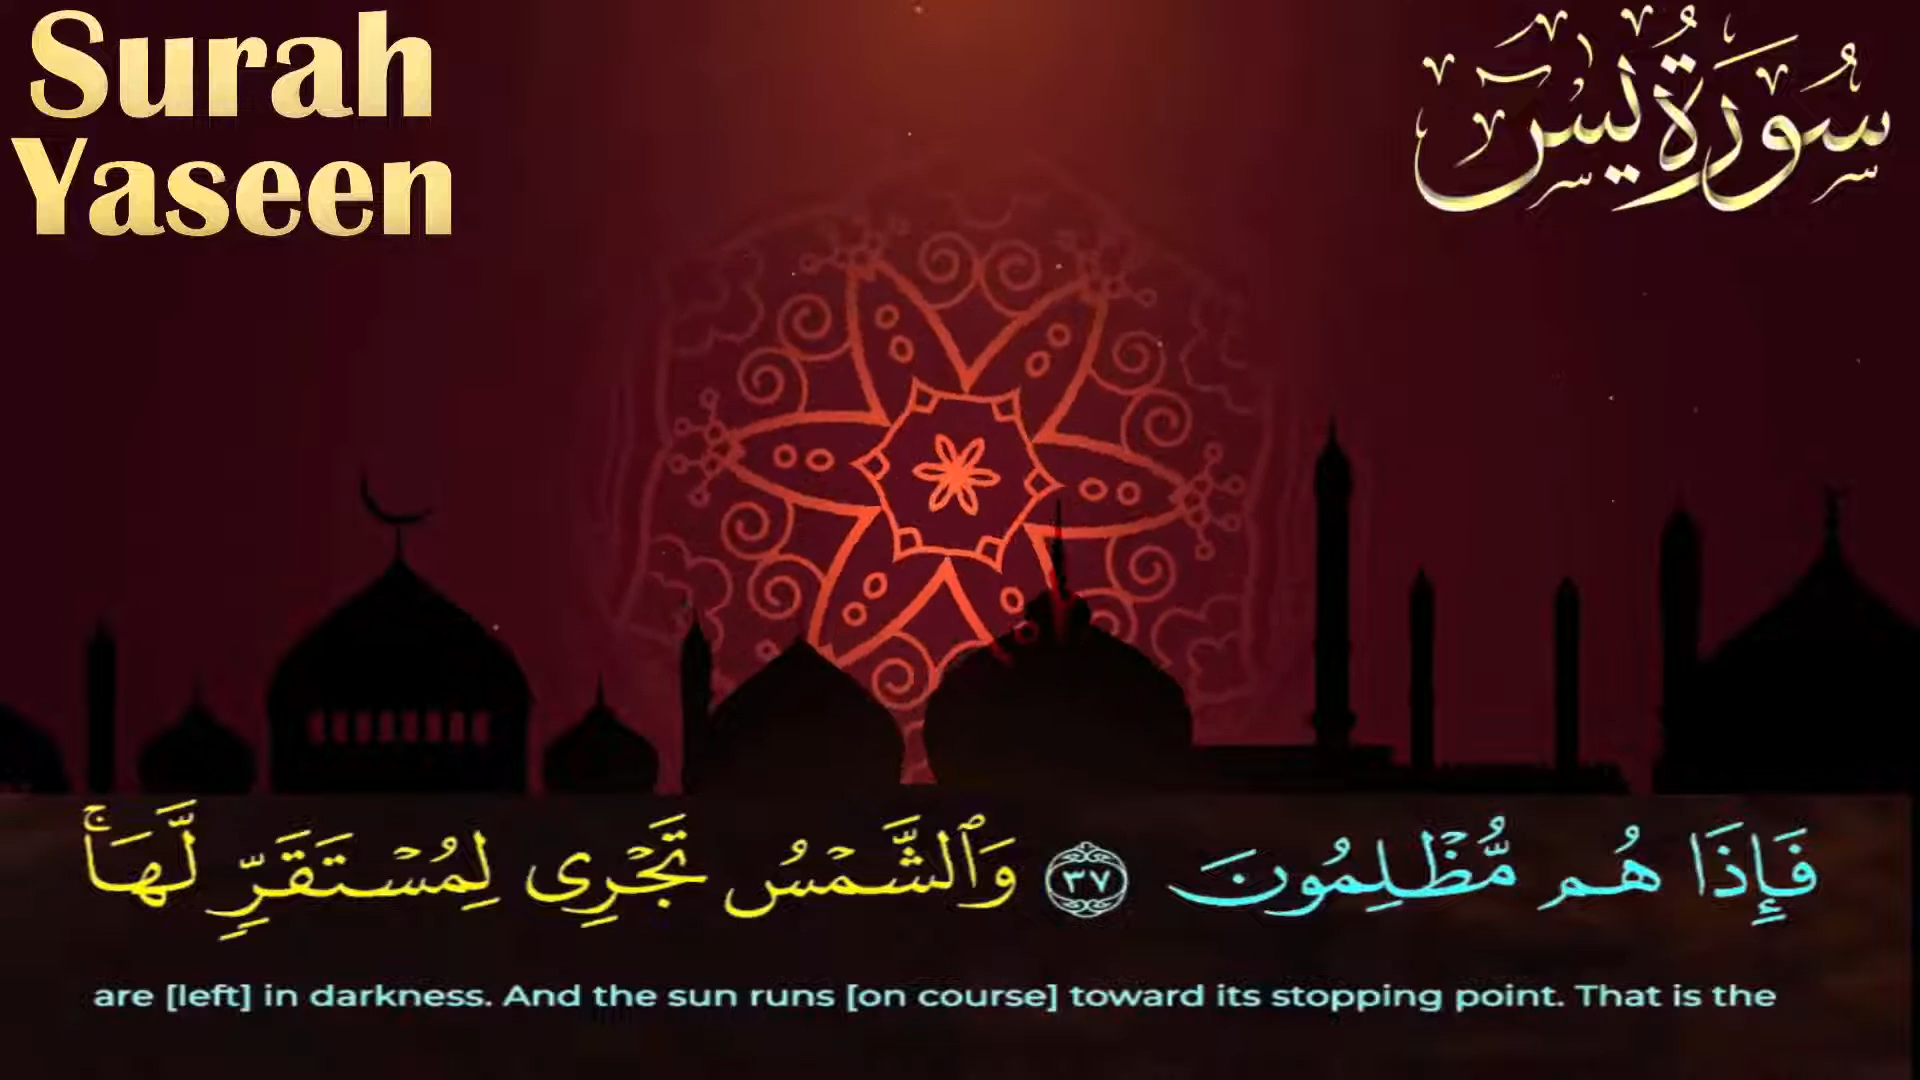 Surah
Yaseen
سُورَةُ يسٓ
فَإِذَا هُم مُّظْلِمُونَ ٣٧ وَٱلشَّمْسُ تَجْرِى لِمُسْتَقَرٍّ لَّهَا ۚ
are [left] in darkness. And the sun runs [on course] toward its stopping point. That is the